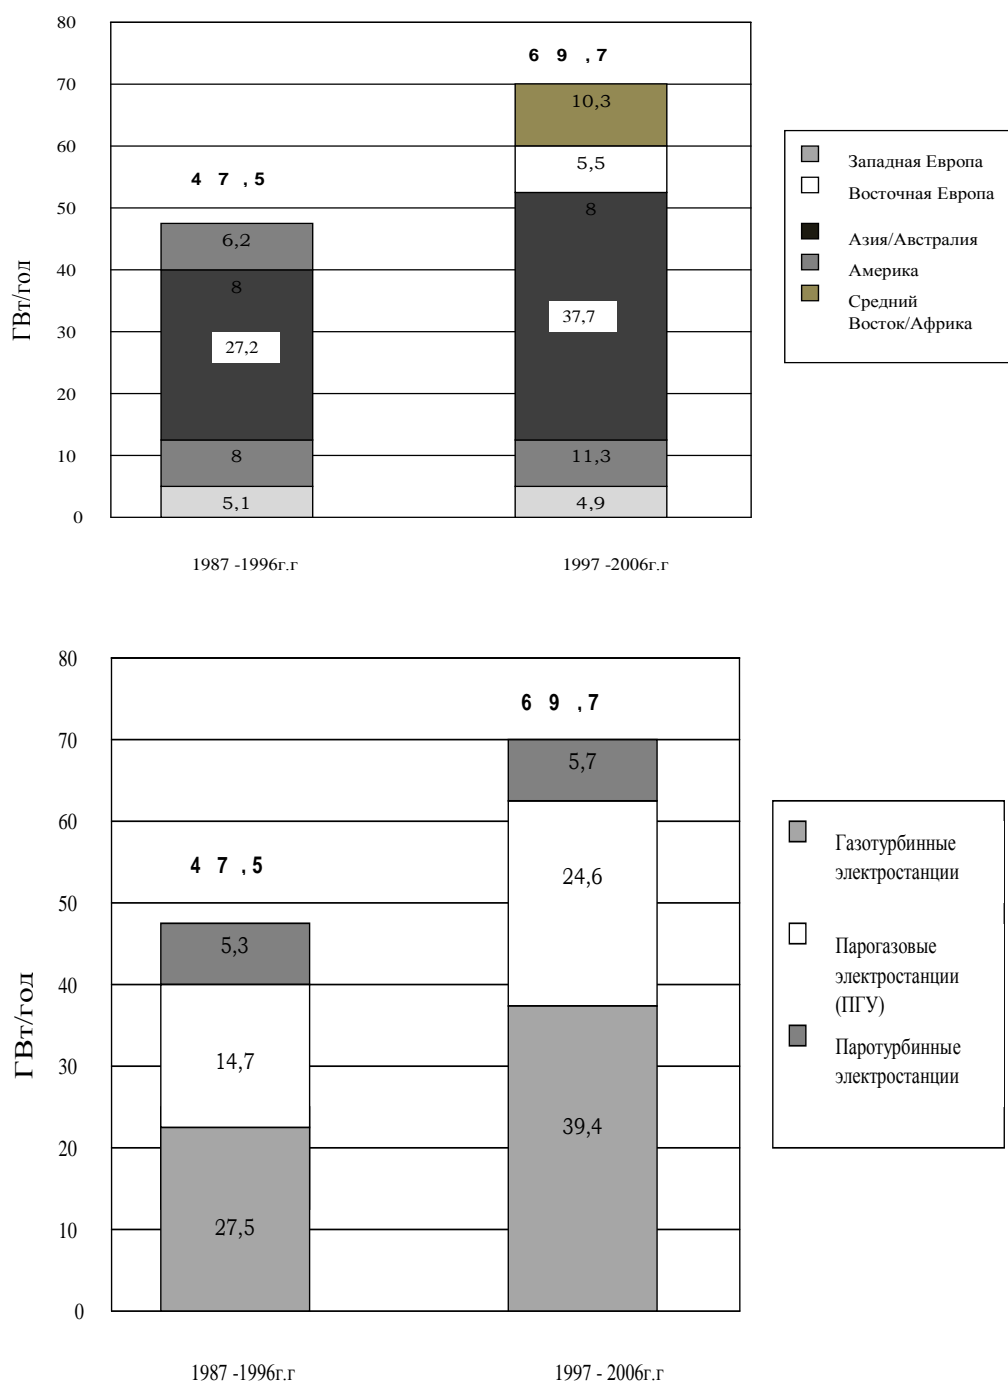 80
70
60
50
40
30
20
10
0
ГВт/год
4 7 ,5
6,2
8
27,2
8
5,1
6 9 ,7
10,3
5,5
8
37,7
11,3
4,9
1987 -1996г.г
1997 -2006г.г
Западная Европа
Восточная Европа
Азия/Австралия
Америка
Средний
Восток/Африка
80
70
60
50
40
30
20
10
0
ГВт/год
4 7 ,5
5,3
14,7
27,5
6 9 ,7
5,7
24,6
39,4
1987 -1996г.г
1997 - 2006г.г
Газотурбинные
электростанции
Парогазовые
электростанции
(ПГУ)
Паротурбинные
электростанции